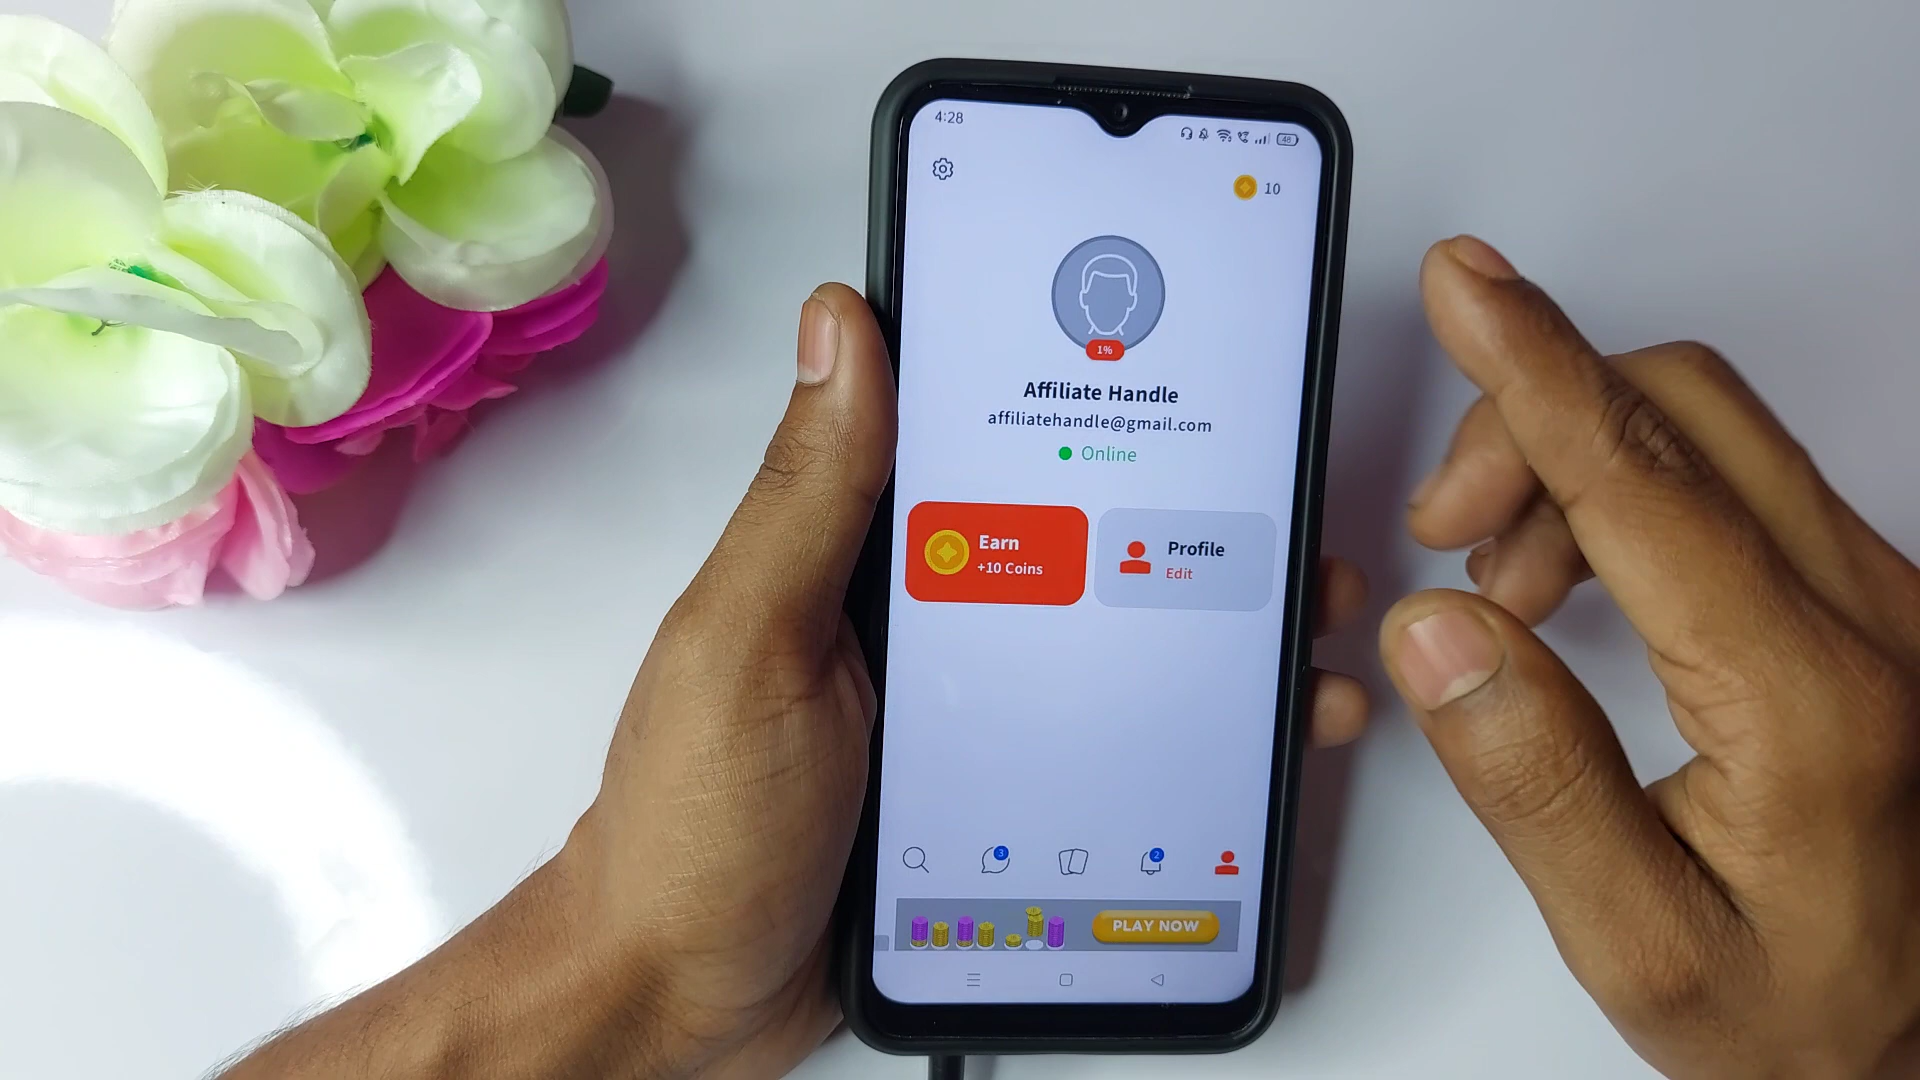 4:28
48
10
1%
Affiliate Handle
affiliatehandle@gmail.com
Online
Earn
+10 Coins
Profile
Edit
3
2
PLAY NOW